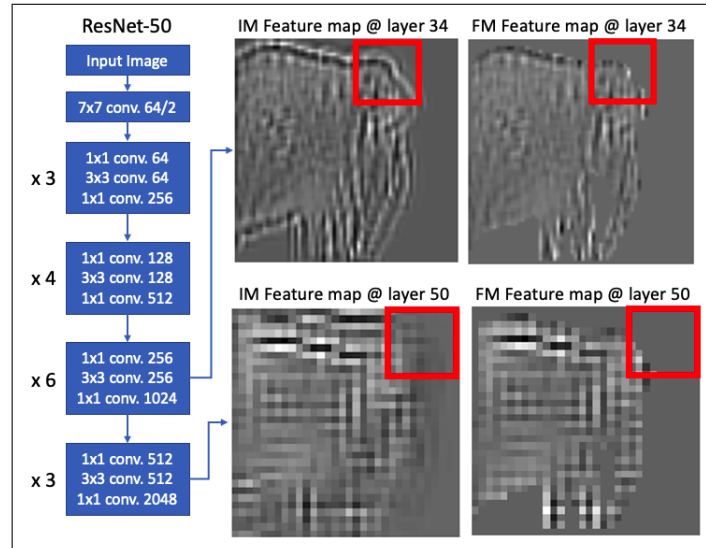 ResNet-50
Input Image
7x7 conv. 64/2
x 3
1x1 conv. 64
3x3 conv. 64
1x1 conv. 256
x 4
1x1 conv. 128
3x3 conv. 128
1x1 conv. 512
x 6
1x1 conv. 256
3x3 conv. 256
1x1 conv. 1024
x 3
1x1 conv. 512
3x3 conv. 512
1x1 conv. 2048
IM Feature map @ layer 34
FM Feature map @ layer 34
IM Feature map @ layer 50
FM Feature map @ layer 50